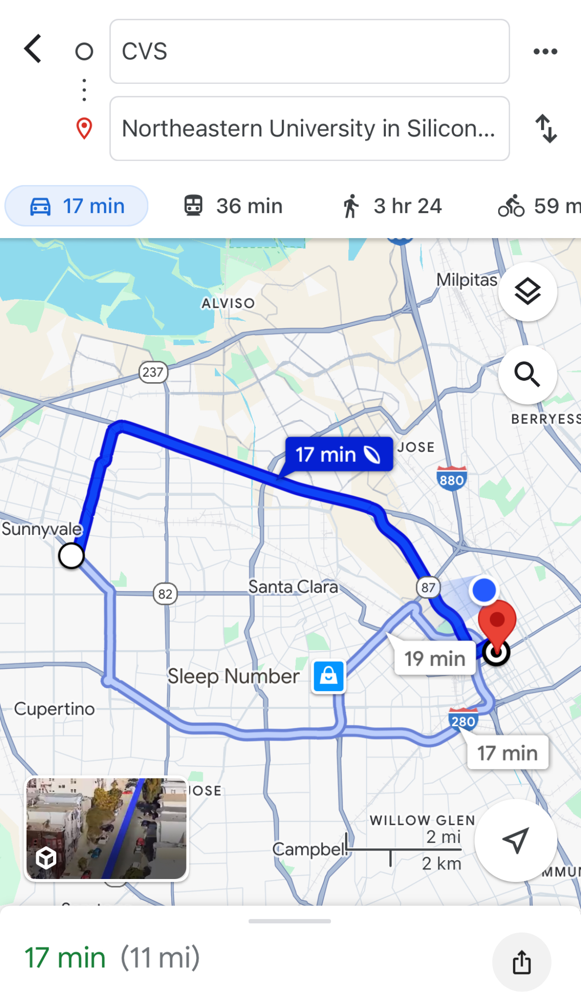 CVS
Northeastern University in Silicon...
17 min
36 min
3 hr 24
59 m
Milpitas
ALVISO
237
BERRYESS
17 min
JOSE
880
Sunnyvale
82
Santa Clara
87
19 min
Sleep Number
Cupertino
280
17 min
JOSE
WILLOW GLEN
2 mi
Campbell
2 km
MMUN
17 min (11 mi)